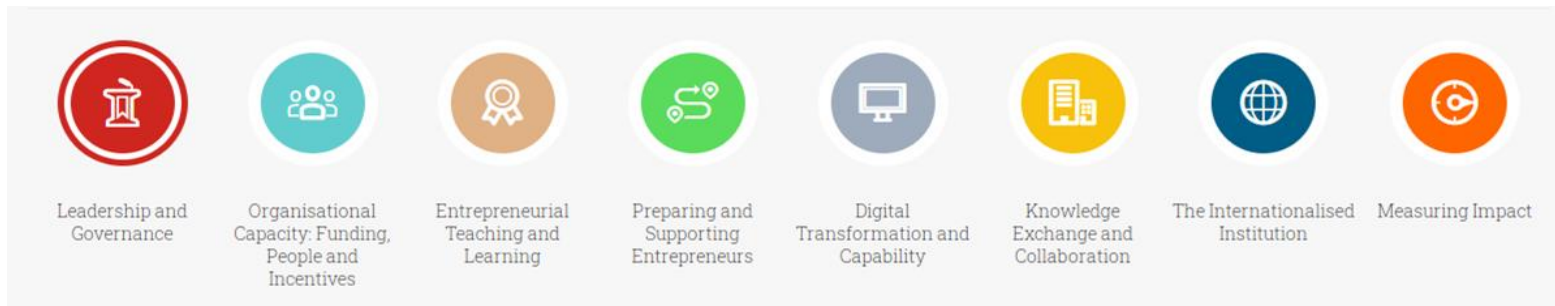 Leadership and
Governance
Organisational
Capacity: Funding,
People and
Incentives
Entrepreneurial
Teaching and
Learning
Preparing and
Supporting
Entrepreneurs
Digital
Transformation and
Capability
Knowledge
Exchange and
Collaboration
The Internationalised
Institution
Measuring Impact